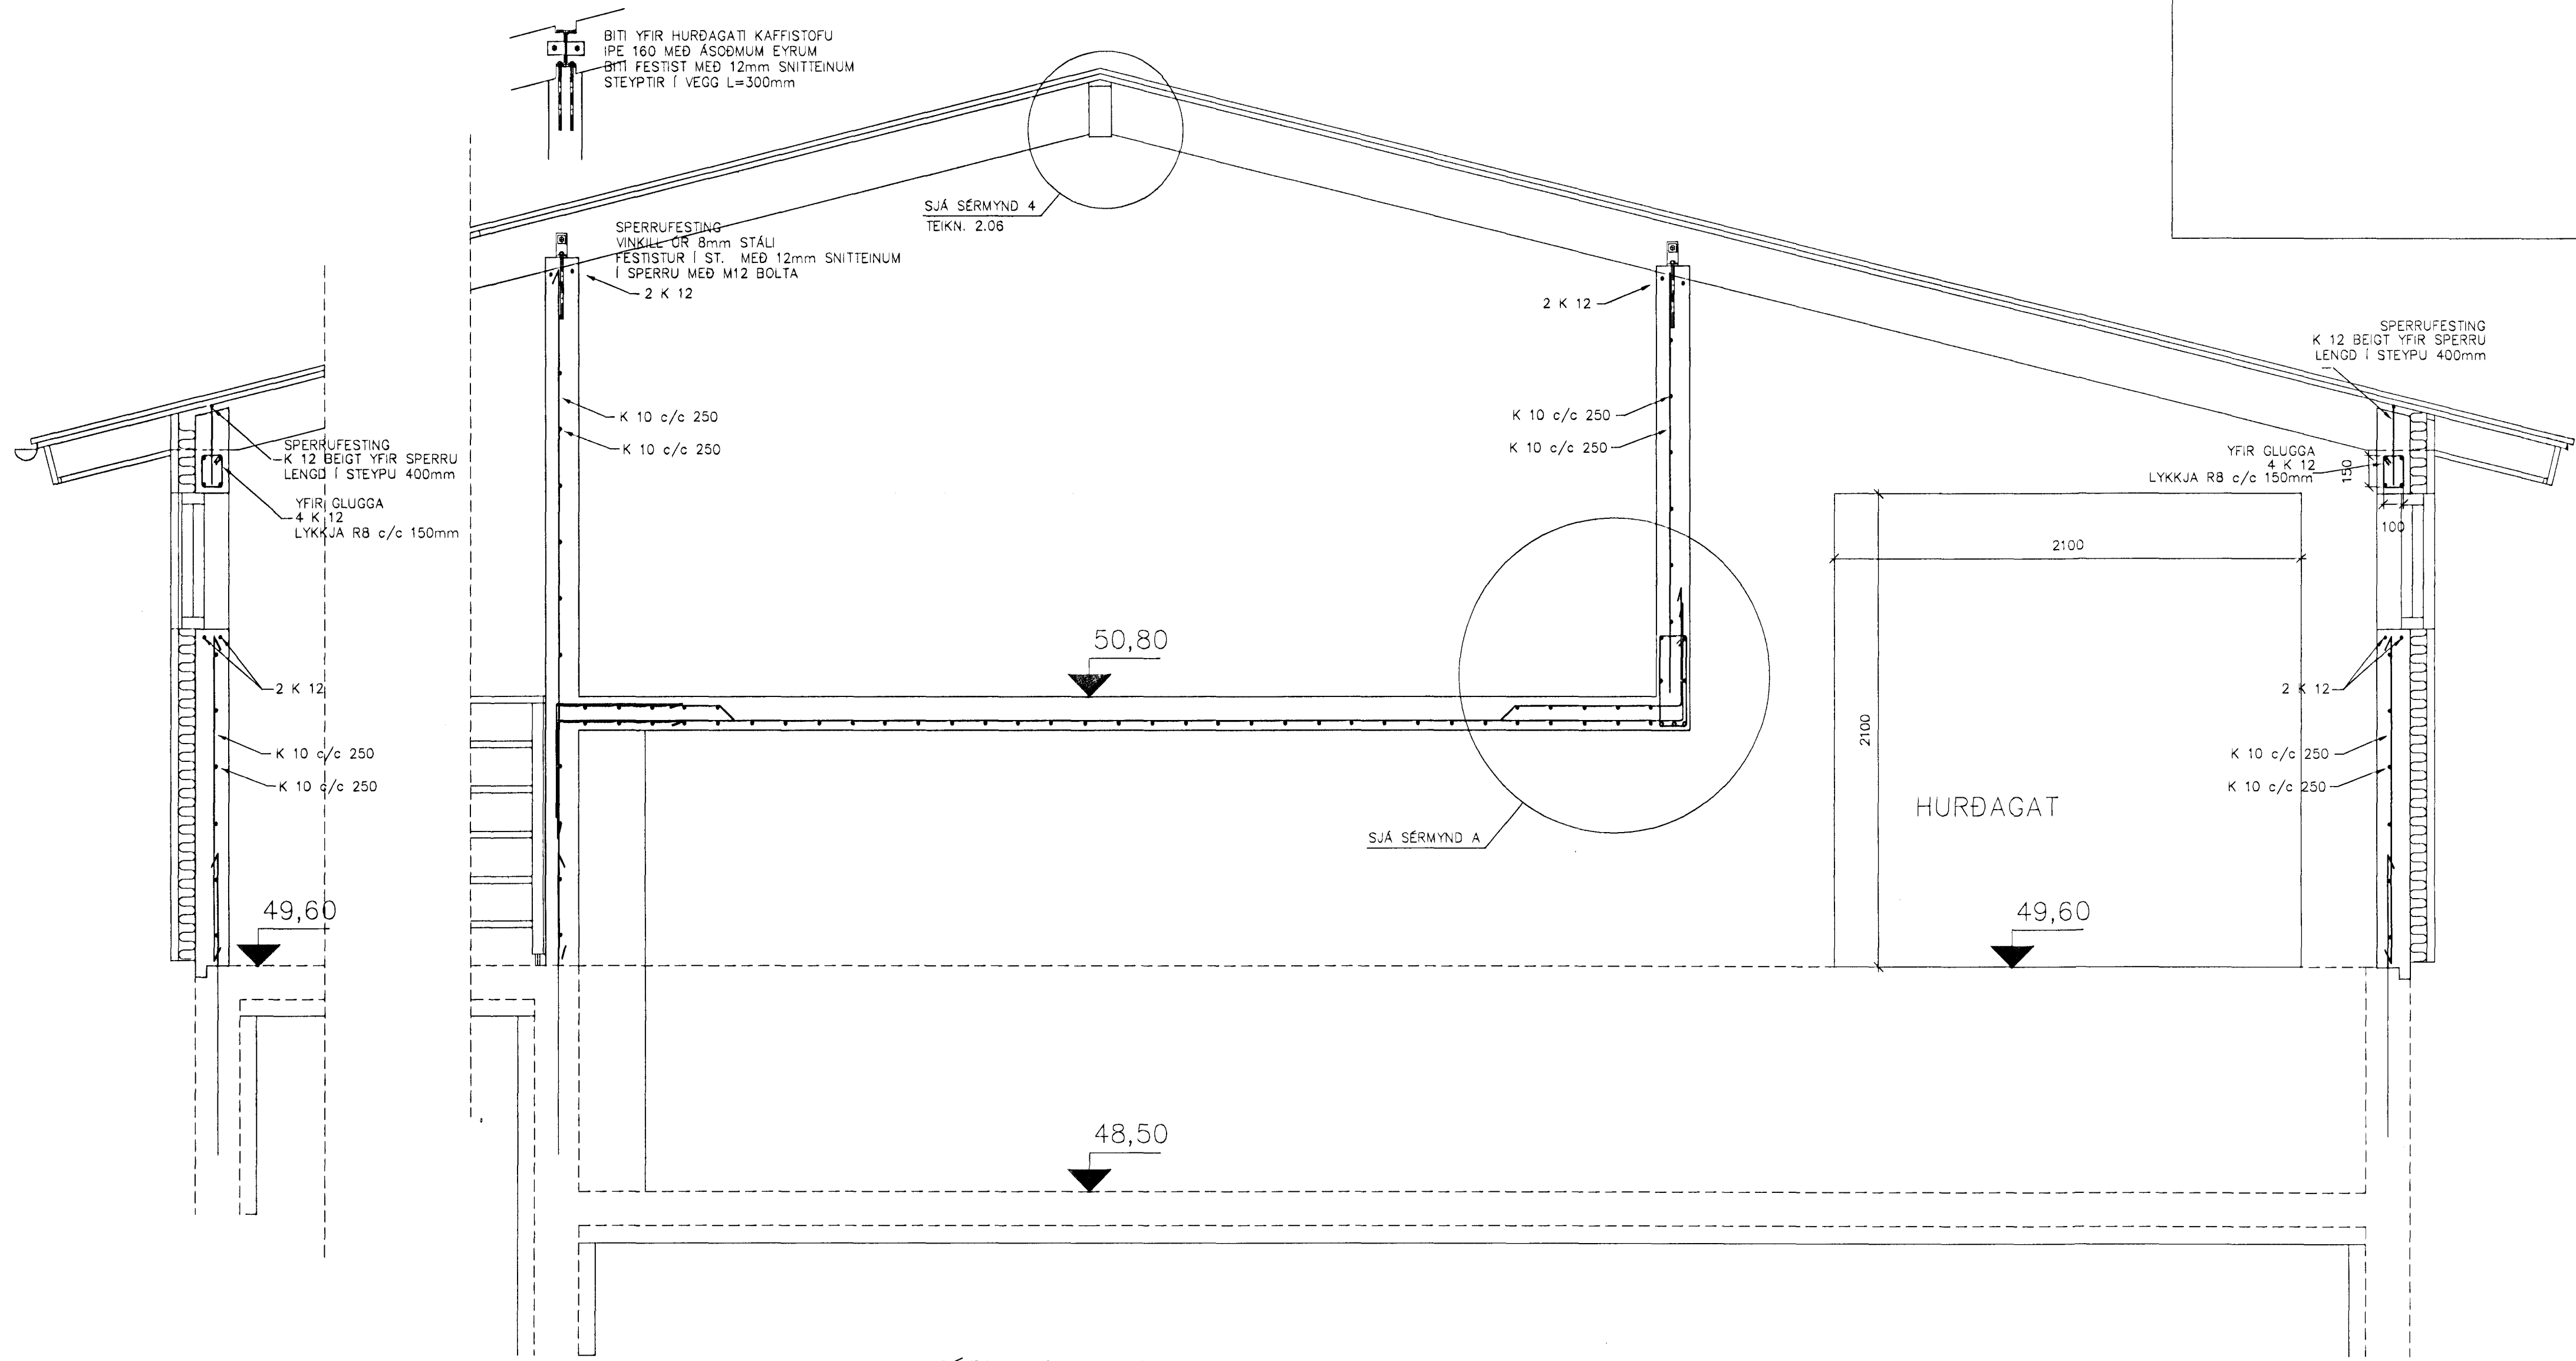 BITI YFIR HURÐAGATI KAFFISTOFU
IPE 160 MEÐ ÁSOÐMUM EYRUM
BITI FESTIST MEÐ 12mm SNITTEINUM
STEYPTIR Í VEGG L=300mm
SJÁ SÉRMYND 4
TEIKN. 2.06
SPERRUFESTING
VINKILL ÚR 8mm STÁLI
FESTISTUR Í ST. MEÐ 12mm SNITTEINUM
Í SPERRU MEÐ M12 BOLTA
2 K 12
2 K 12
SPERRUFESTING
K 12 BEIGT YFIR SPERRU
LENGD Í STEYPU 400mm
K 10 c/c 250
K 10 c/c 250
K 10 c/c 250
K 10 c/c 250
SPERRUFESTING
K 12 BEIGT YFIR SPERRU
LENGD Í STEYPU 400mm
YFIR GLUGGA
4 K 12
LYKKJA R8 c/c 150mm
YFIR GLUGGA
4 K 12
LYKKJA R8 c/c 150mm
150
100
2100
50,80
2 K 12
2 K 12
2100
K 10 c/c 250
K 10 c/c 250
K 10 c/c 250
K 10 c/c 250
HURÐAGAT
SJÁ SÉRMYND A
49,60
49,60
48,50